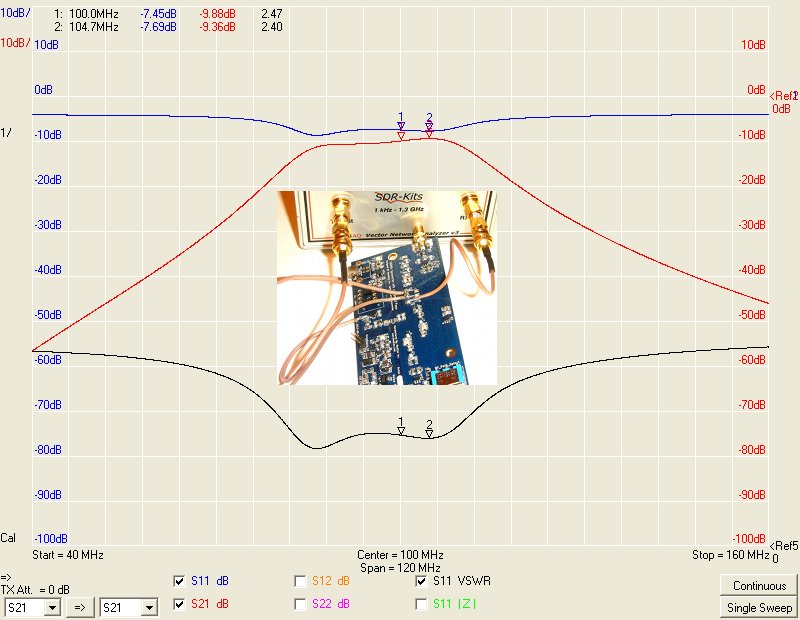 10dB/ 1: 100.0MHz -7.45dB -9.88dB 2.47
2: 104.7MHz -7.69dB -9.36dB 2.40
10dB/ 10dB 10dB
0dB 0dB <Ref2
0dB
1 2
1/ -10dB -10dB
-20dB -20dB
SDR-Kits
1 kHz - 1.3 GHz
Vector Network Analyzer v3
-30dB -30dB
-40dB -40dB
-50dB -50dB
-60dB -60dB
-70dB -70dB
1 2
-80dB -80dB
-90dB -90dB
Cal -100dB -100dB <Ref5
0
Start = 40 MHz Center = 100 MHz Stop = 160 MHz
Span = 120 MHz
=>
TX Att. = 0 dB
S11 dB S12 dB S11 VSWR Continuous
S21 => S21 S21 dB S22 dB S11 |Z| Single Sweep